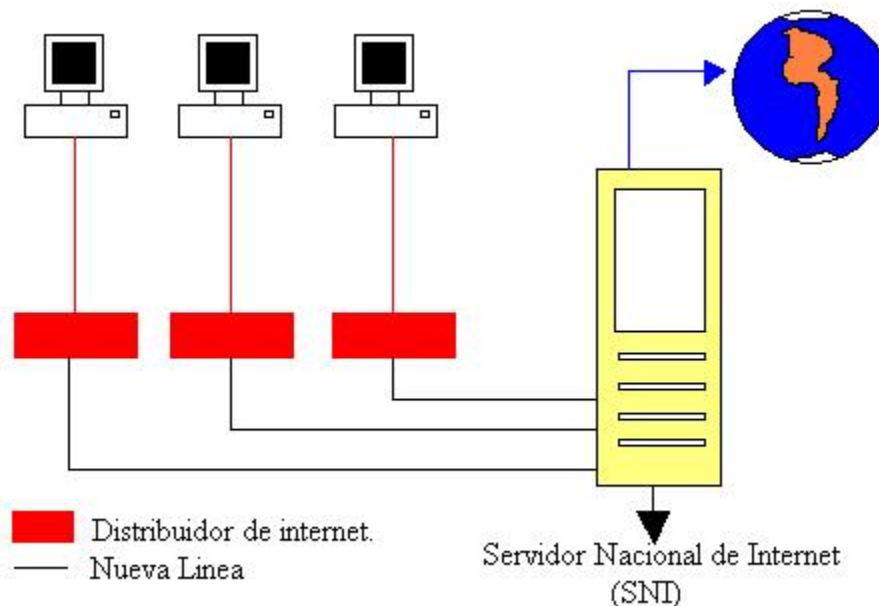 Distribuidor de internet.
Nueva Linea
Servidor Nacional de Internet
(SNI)